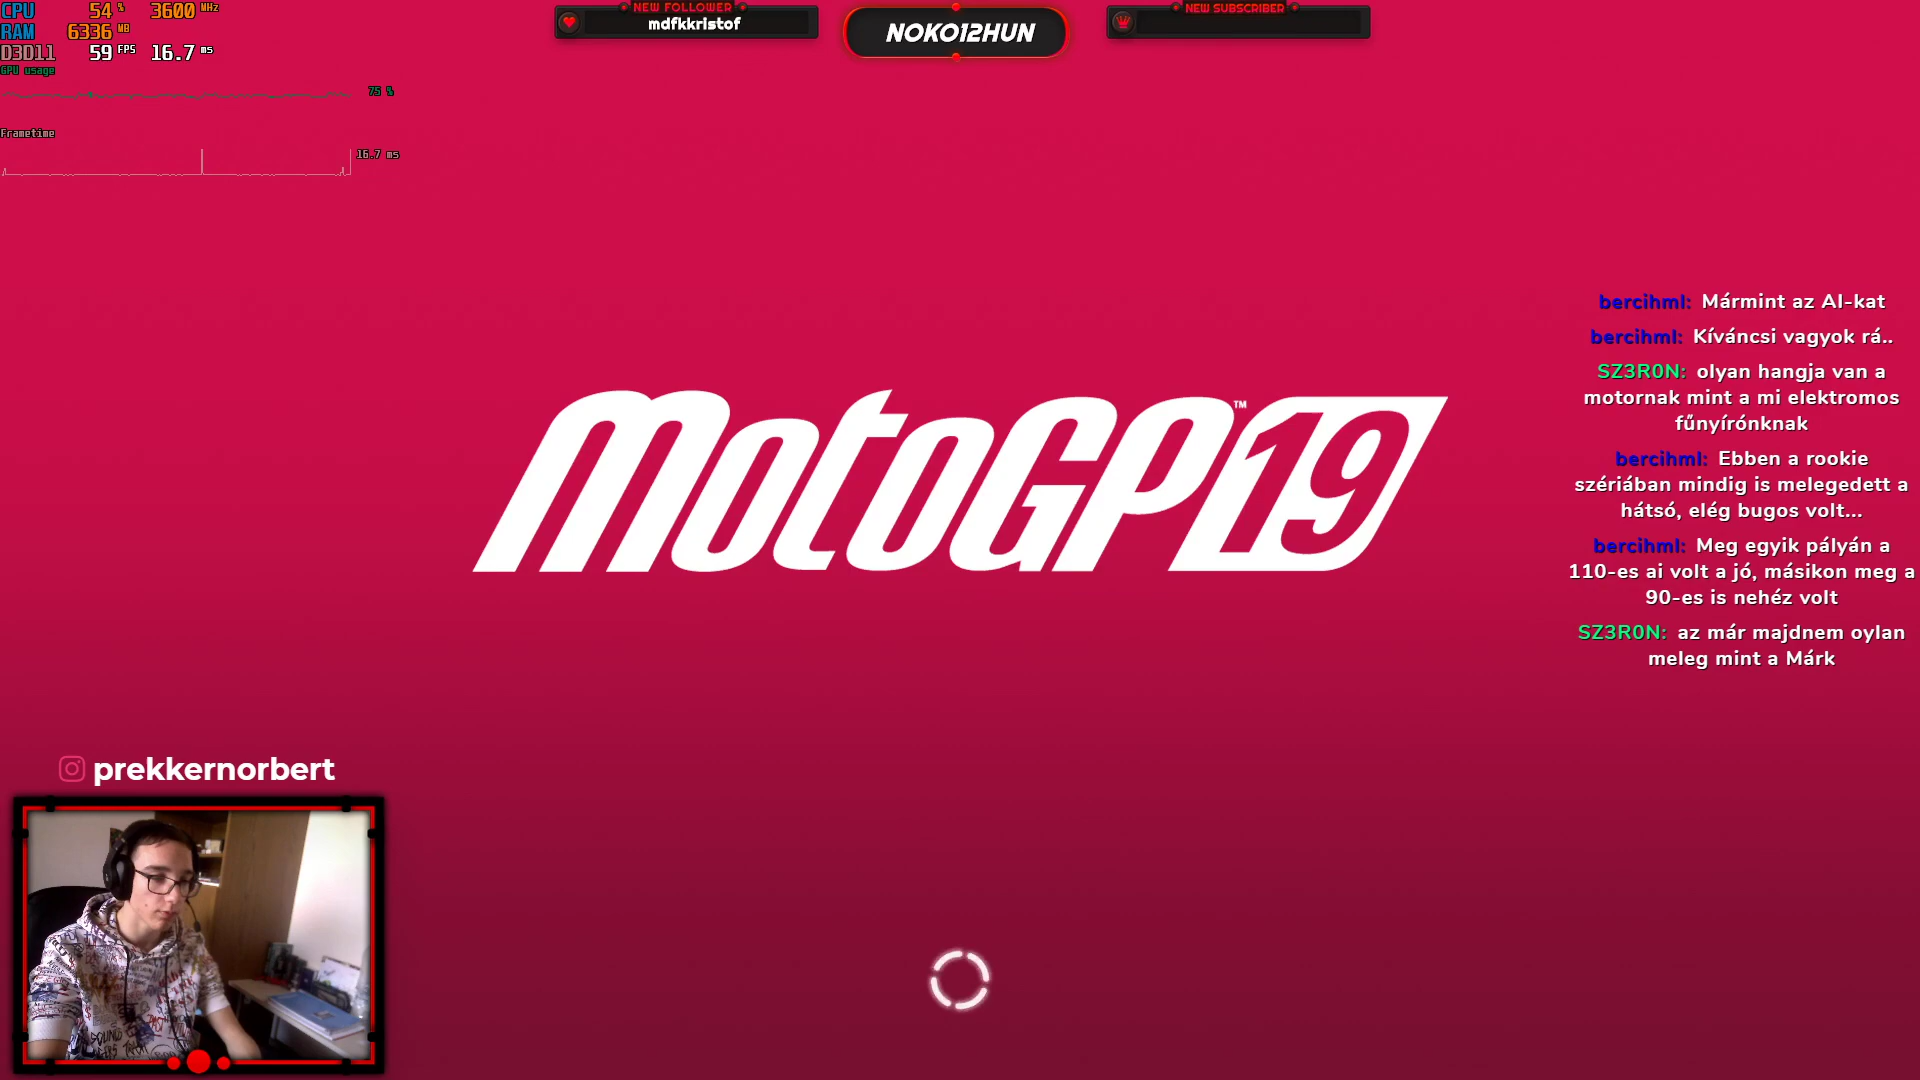 CPU 54 % 3600 MHz
RAM 6336 MB
D3D11 59 FPS 16.7 ms
GPU usage
75 %
Frametime
16.7 ms
NEW FOLLOWER
mdfkkristof
NOKO12HUN
NEW SUBSCRIBER
MotoGP™19
bercihml: Mármint az AI-kat
bercihml: Kíváncsi vagyok rá..
SZ3R0N: olyan hangja van a
motornak mint a mi elektromos
fűnyírónknak
bercihml: Ebben a rookie
szériában mindig is melegedett a
hátsó, elég bugos volt...
bercihml: Meg egyik pályán a
110-es ai volt a jó, másikon meg a
90-es is nehéz volt
SZ3R0N: az már majdnem oylan
meleg mint a Márk
prekkernorbert